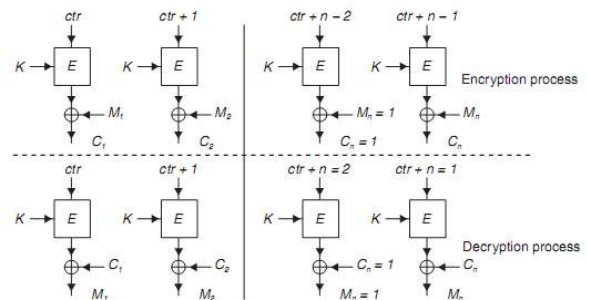 ctr ctr + 1 ctr + n – 2 ctr + n – 1
K E K E K E K E
Encryption process
M1 M2 Mn = 1 Mn
C1 C2 Cn = 1 Cn
ctr ctr + 1 ctr + n = 2 ctr + n = 1
K E K E K E K E
Decryption process
C1 C2 Cn = 1 Cn
M1 M2 Mn = 1 Mn